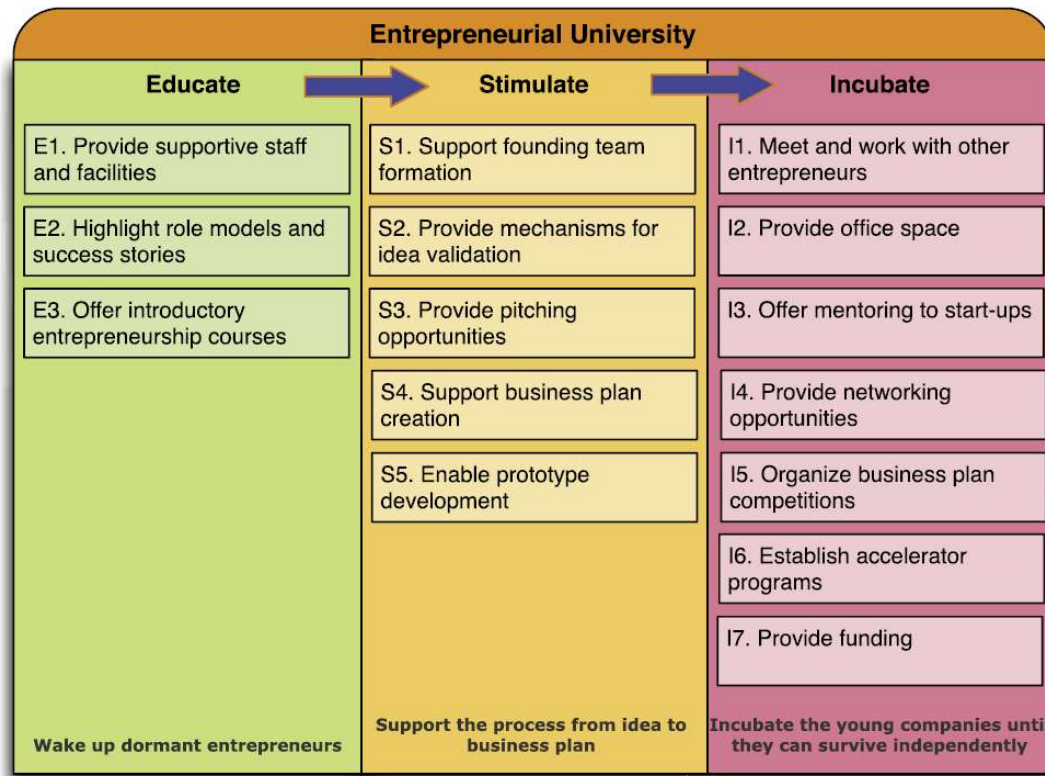 Entrepreneurial University
Educate
E1. Provide supportive staff
and facilities
E2. Highlight role models and
success stories
E3. Offer introductory
entrepreneurship courses
Wake up dormant entrepreneurs
Stimulate
S1. Support founding team
formation
S2. Provide mechanisms for
idea validation
S3. Provide pitching
opportunities
S4. Support business plan
creation
S5. Enable prototype
development
Support the process from idea to
business plan
Incubate
I1. Meet and work with other
entrepreneurs
I2. Provide office space
I3. Offer mentoring to start-ups
I4. Provide networking
opportunities
I5. Organize business plan
competitions
I6. Establish accelerator
programs
I7. Provide funding
Incubate the young companies unti
they can survive independently